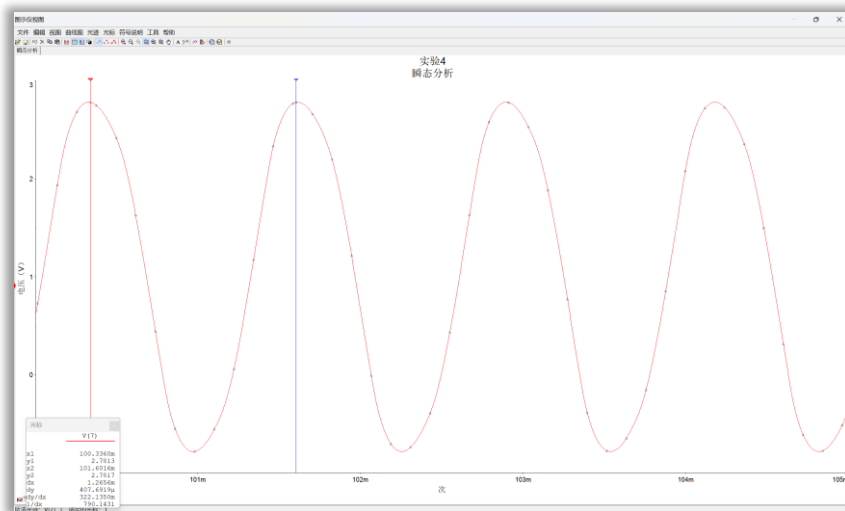 图示仪视图
文件 编辑 视图 曲线图 光迹 光标 符号说明 工具 帮助
瞬态分析
实验4
瞬态分析
3
2
1
0
电压（V）
101m
102m
103m
104m
105m
次
光标
V(7)
x1 100.3360m
y1 2.7813
x2 101.6016m
y2 2.7817
dx 1.2656m
dy 407.6919μ
dy/dx 322.1350m
1/dx 790.1431